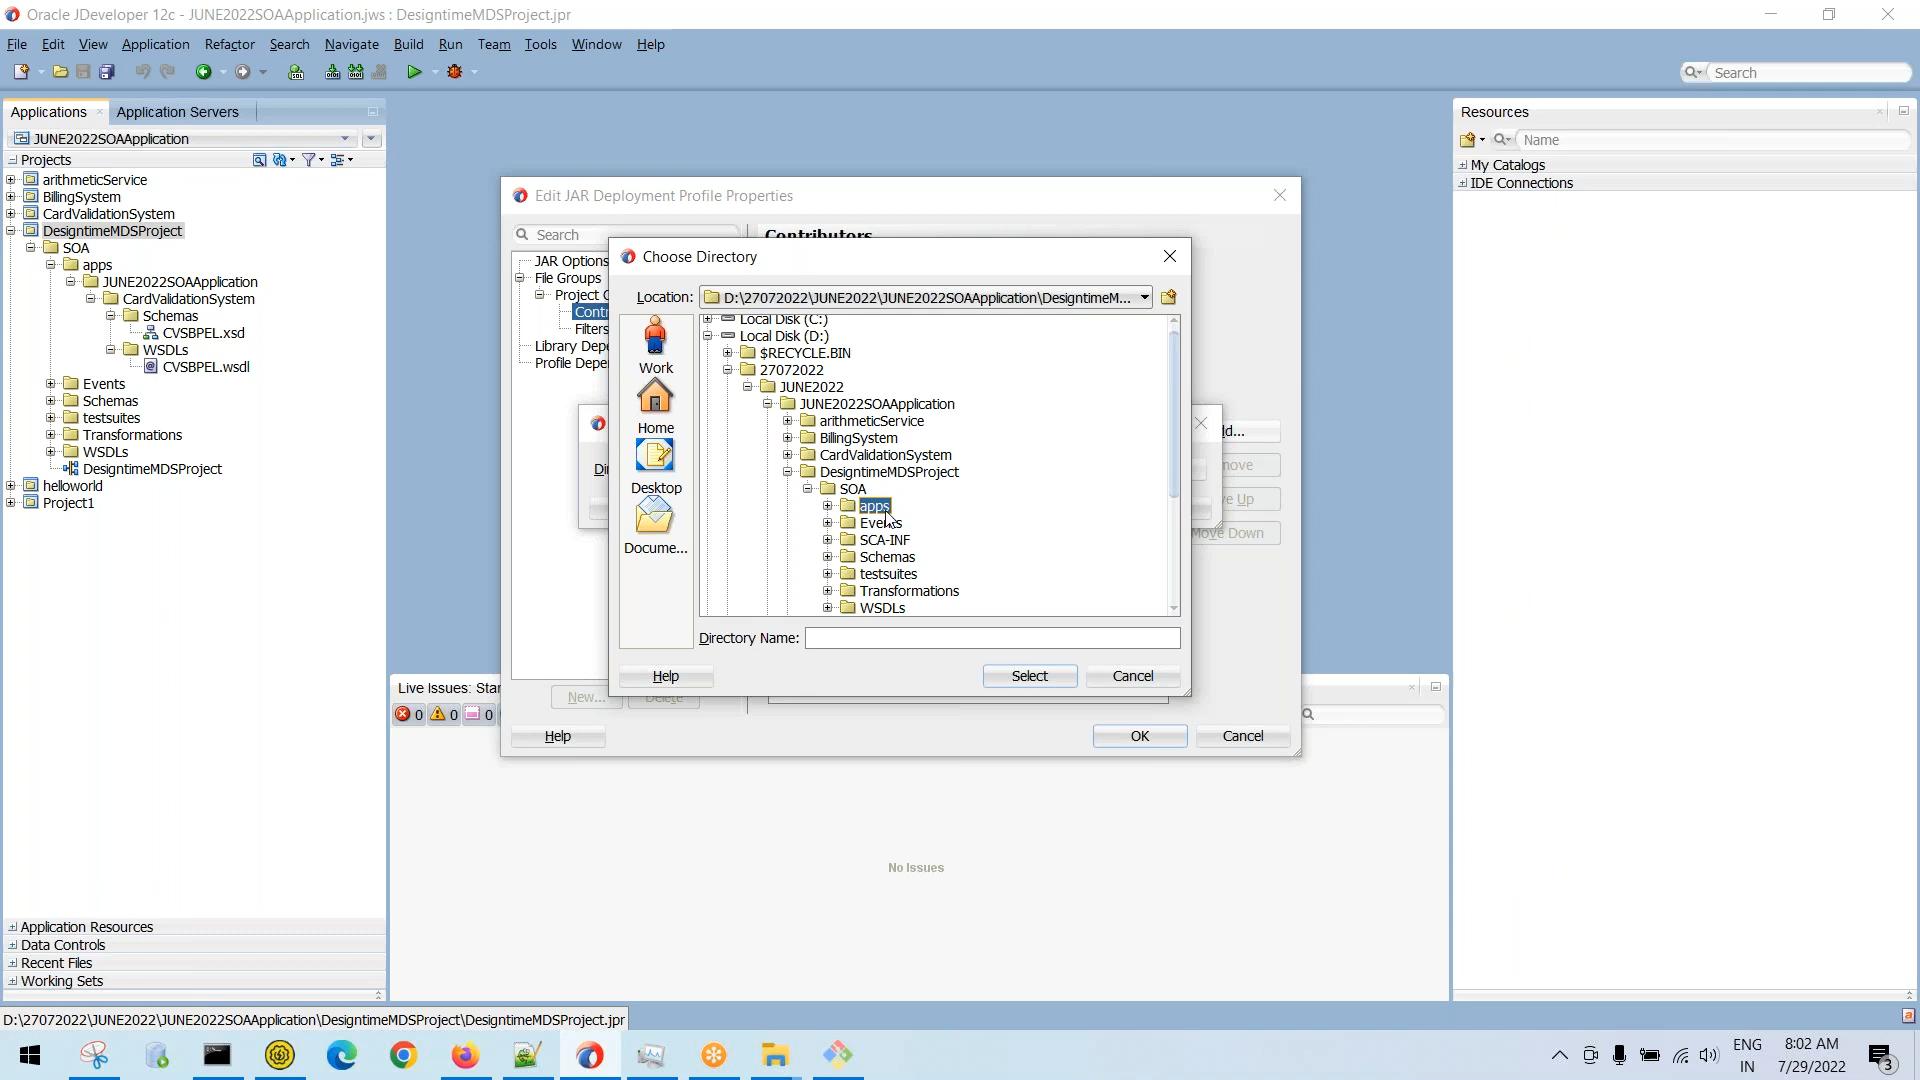 Oracle JDeveloper 12c - JUNE2022SOAApplication.jws : DesigntimeMDSProject.jpr
File Edit View Application Refactor Search Navigate Build Run Team Tools Window Help
Search
Applications
Application Servers
Resources
JUNE2022SOAApplication
Name
Projects
My Catalogs
IDE Connections
arithmeticService
BillingSystem
CardValidationSystem
DesigntimeMDSProject
SOA
apps
JUNE2022SOAApplication
CardValidationSystem
Schemas
CVSBPEL.xsd
WSDLs
CVSBPEL.wsdl
Events
Schemas
testsuites
Transformations
WSDLs
DesigntimeMDSProject
helloworld
Project1
Edit JAR Deployment Profile Properties
Search
Contributors
JAR Options
File Groups
Project
Filters
Library
Profile
Move Down
New...
Delete
Help
OK
Cancel
Choose Directory
Location: D:\27072022\JUNE2022\JUNE2022SOAApplication\DesigntimeM...
Work
Home
Desktop
Docume...
Local Disk (C:)
Local Disk (D:)
$RECYCLE.BIN
27072022
JUNE2022
JUNE2022SOAApplication
arithmeticService
BillingSystem
CardValidationSystem
DesigntimeMDSProject
SOA
apps
Events
SCA-INF
Schemas
testsuites
Transformations
WSDLs
Directory Name:
Help
Select
Cancel
Live Issues:
0 0 0
No Issues
Application Resources
Data Controls
Recent Files
Working Sets
D:\27072022\JUNE2022\JUNE2022SOAApplication\DesigntimeMDSProject\DesigntimeMDSProject.jpr
ENG
IN
8:02 AM
7/29/2022
3